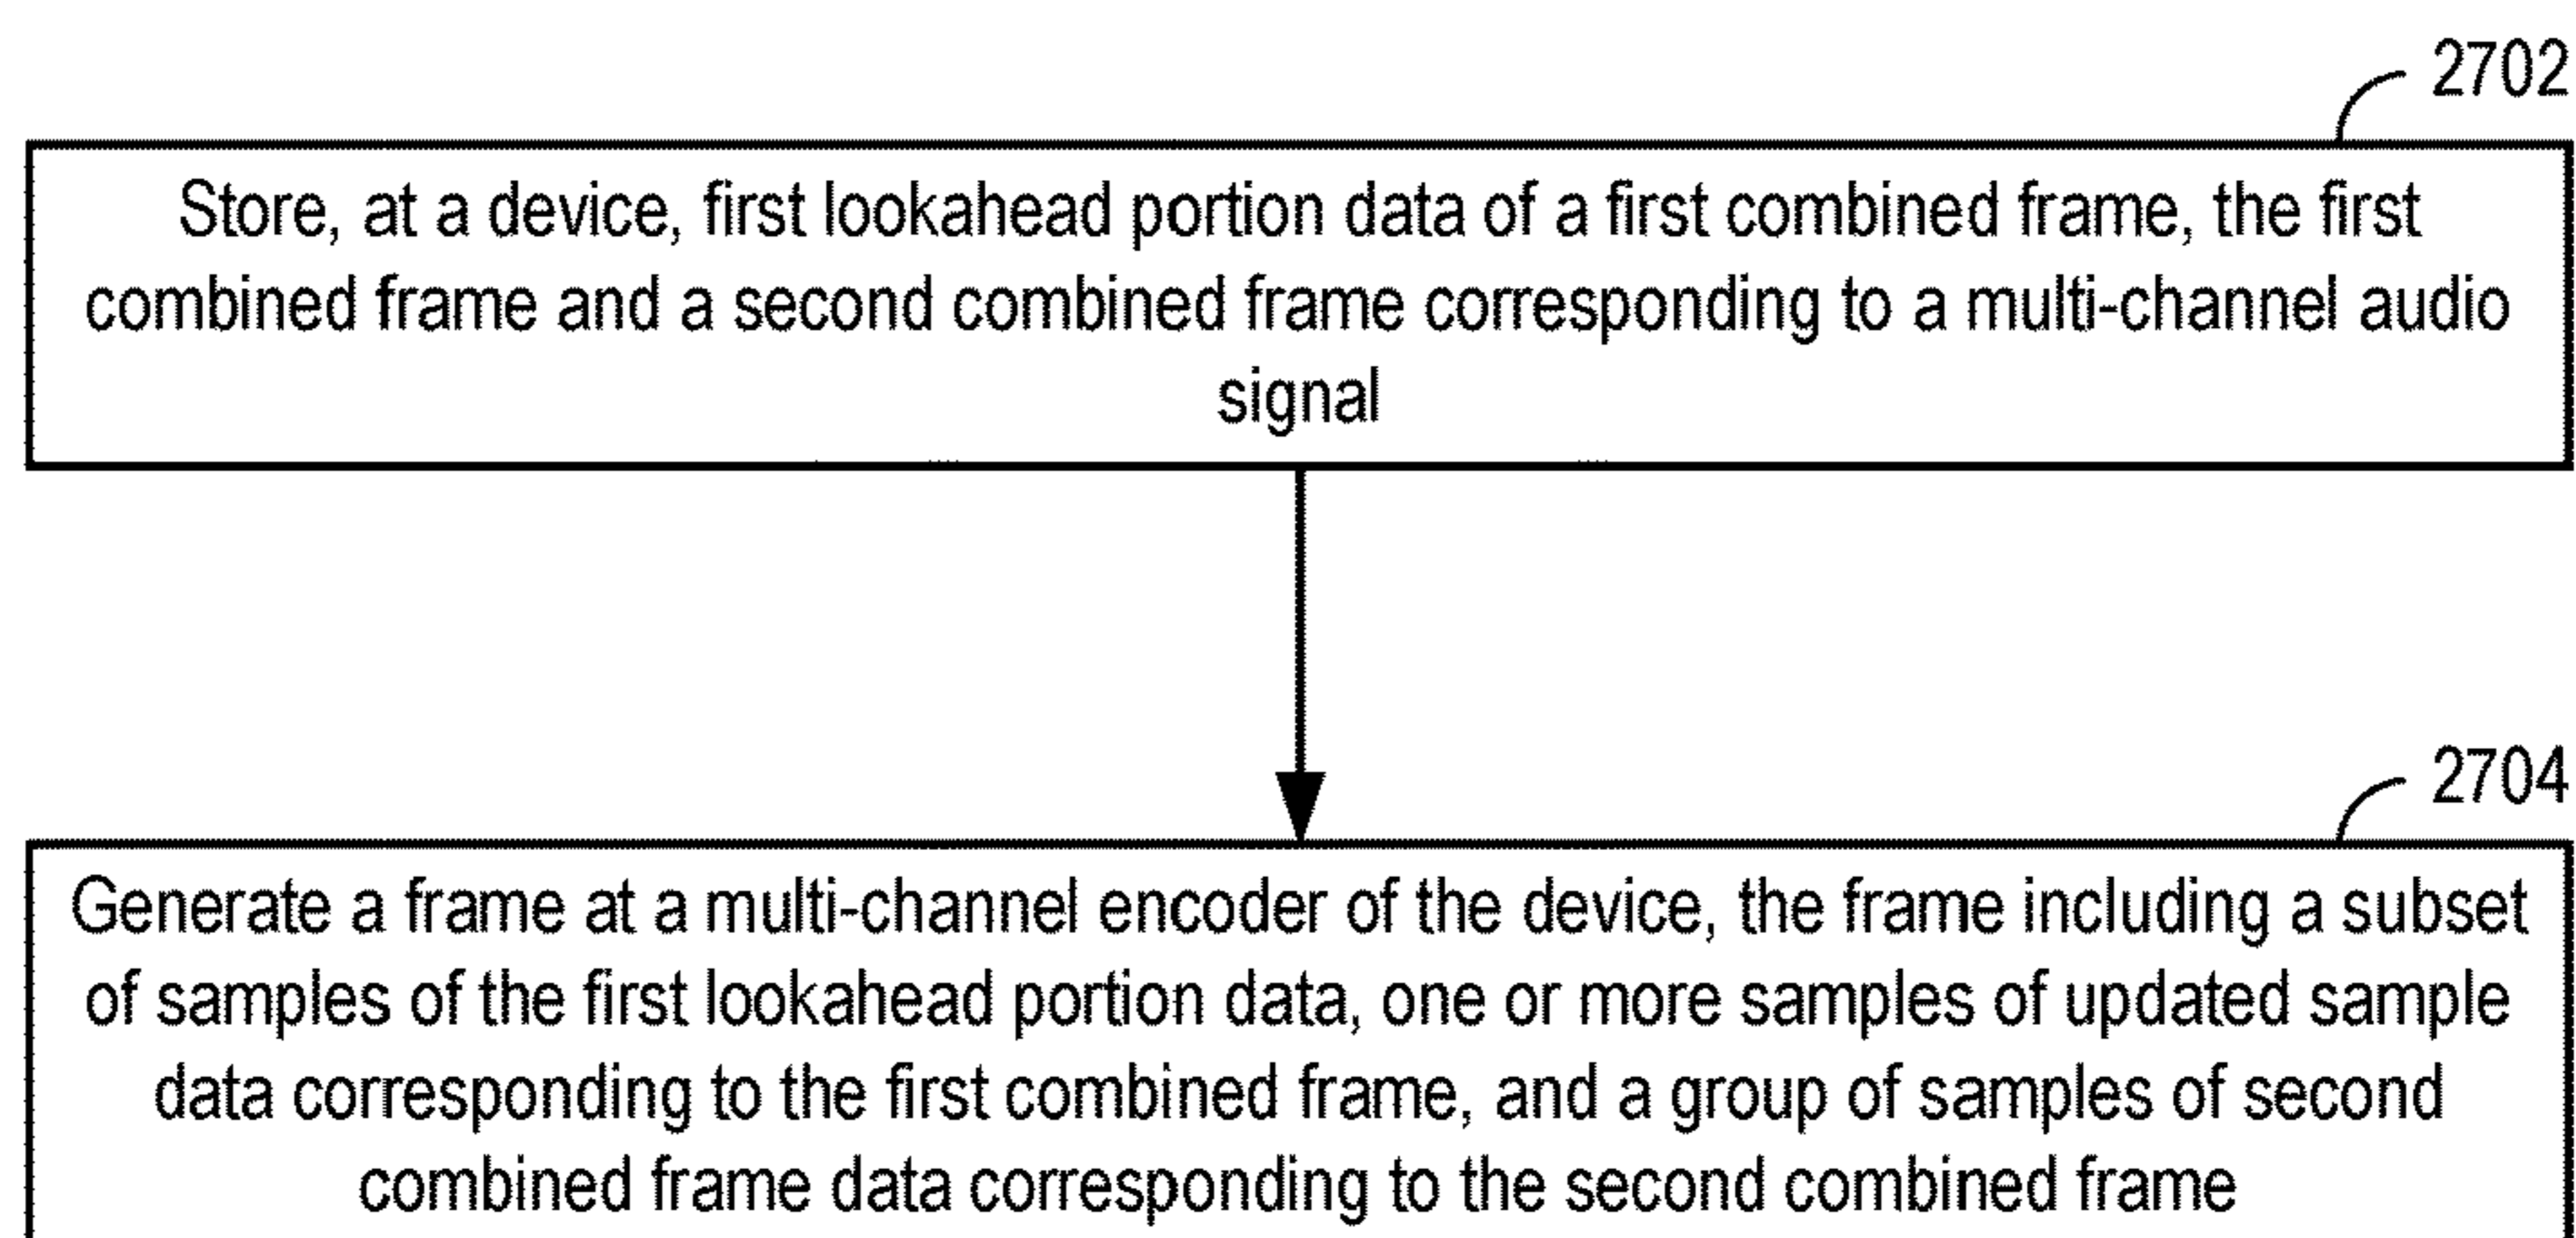 2702
Store, at a device, first lookahead portion data of a first combined frame, the first
combined frame and a second combined frame corresponding to a multi-channel audio
signal
2704
Generate a frame at a multi-channel encoder of the device, the frame including a subset
of samples of the first lookahead portion data, one or more samples of updated sample
data corresponding to the first combined frame, and a group of samples of second
combined frame data corresponding to the second combined frame